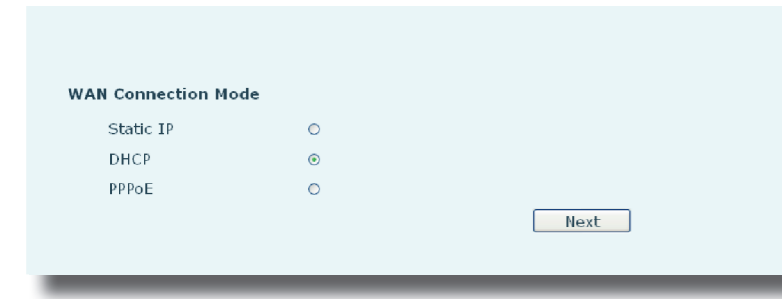 WAN Connection Mode
Static IP
DHCP
PPPoE
Next